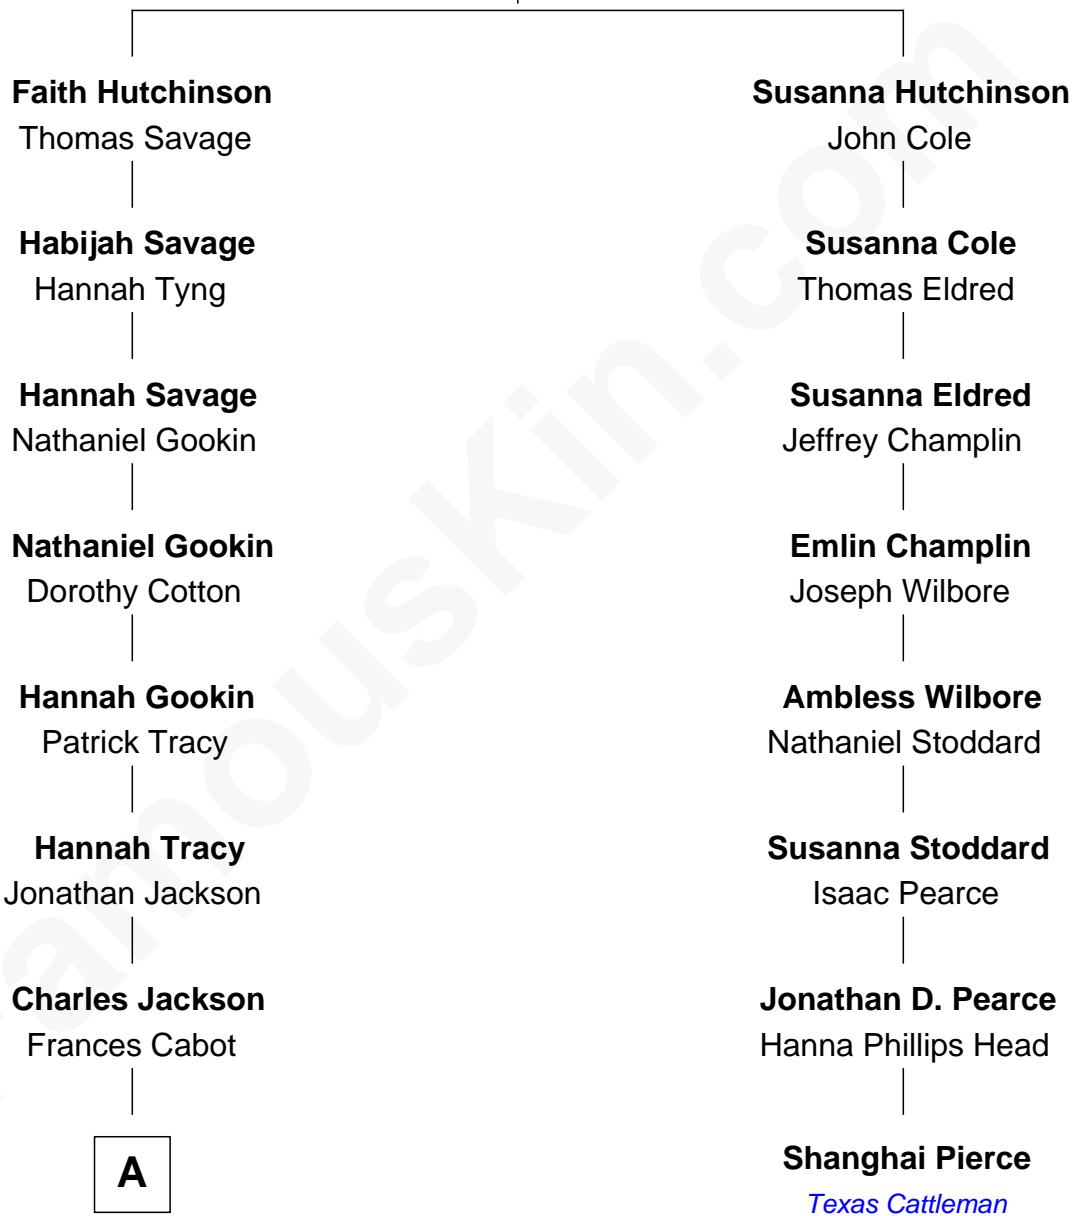 Faith Hutchinson
Thomas Savage
Susanna Hutchinson
John Cole
Habijah Savage
Hannah Tyng
Susanna Cole
Thomas Eldred
Hannah Savage
Nathaniel Gookin
Susanna Eldred
Jeffrey Champlin
Nathaniel Gookin
Dorothy Cotton
Emlin Champlin
Joseph Wilbore
Hannah Gookin
Patrick Tracy
Ambless Wilbore
Nathaniel Stoddard
Hannah Tracy
Jonathan Jackson
Susanna Stoddard
Isaac Pearce
Charles Jackson
Frances Cabot
Jonathan D. Pearce
Hanna Phillips Head
A
Shanghai Pierce
Texas Cattleman
FamousKin.com